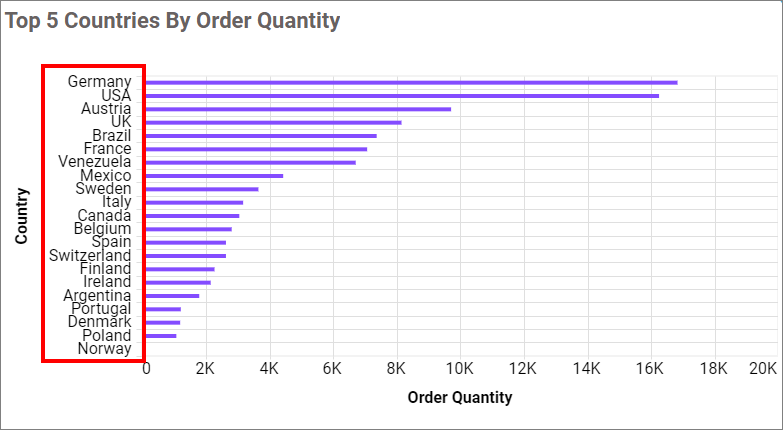 Top 5 Countries By Order Quantity
Germany
USA
Austria
UK
Brazil
France
Venezuela
Mexico
Sweden
Italy
Canada
Belgium
Spain
Switzerland
Finland
Ireland
Argentina
Portugal
Denmark
Poland
Norway
Country
0 2K 4K 6K 8K 10K 12K 14K 16K 18K 20K
Order Quantity